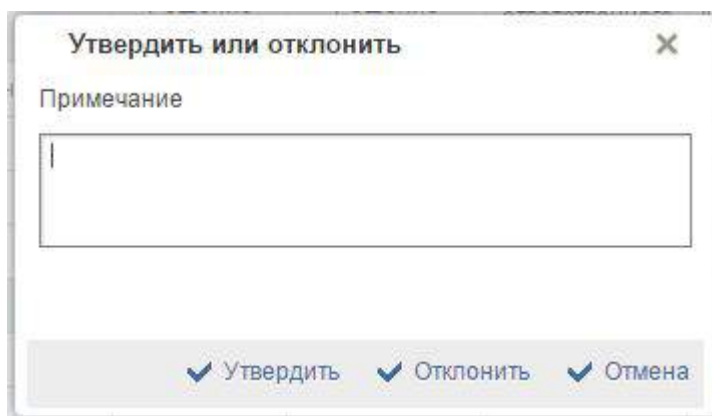 Утвердить или отклонить
Примечание
Утвердить Отклонить Отмена